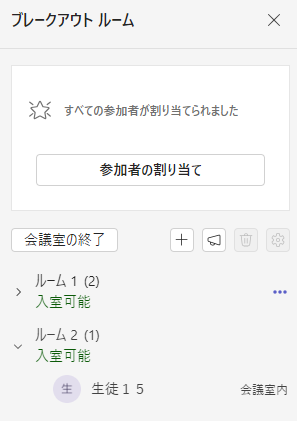 ブレークアウト ルーム
すべての参加者が割り当てられました
参加者の割り当て
会議室の終了
ルーム 1 (2)
入室可能
ルーム 2 (1)
入室可能
生 生徒１５ 会議室内